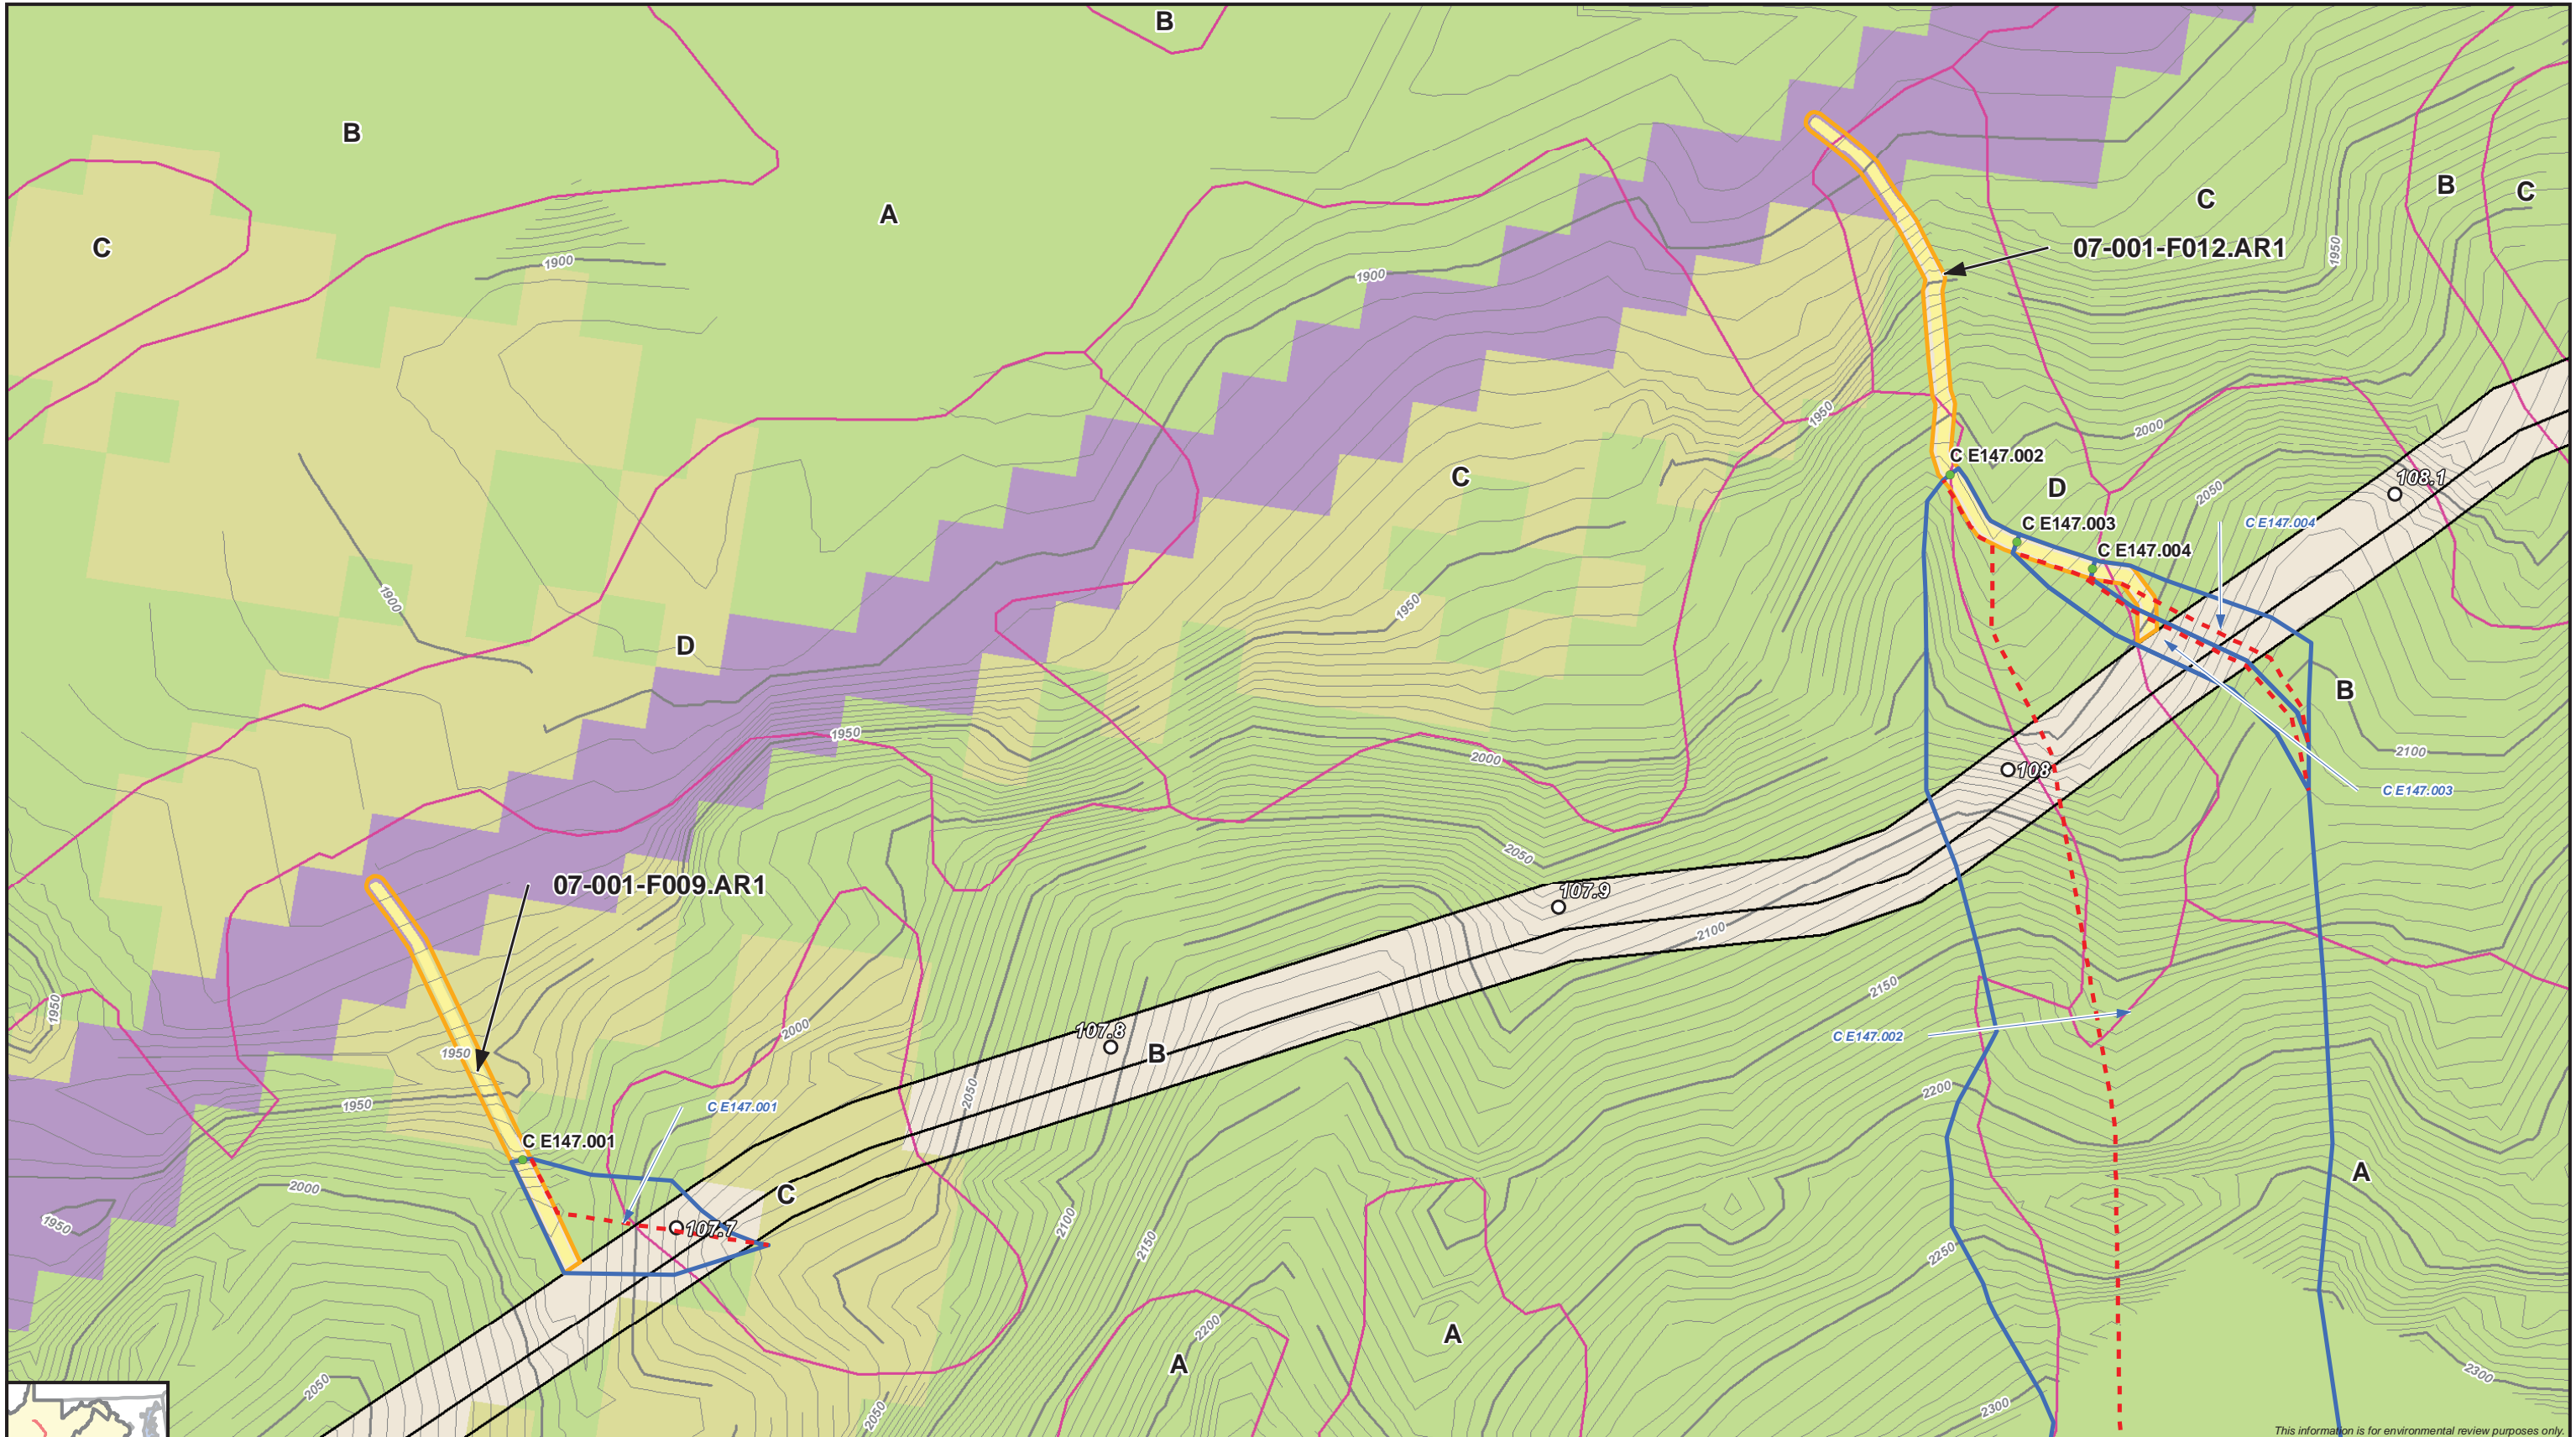 B
B
A
C
B
C
C
07-001-F012.AR1
1950
1900
1900
1950
2000
C E147.002
C
D
108.1
2050
C E147.003
C E147.004
C E147.004
1900
1950
D
B
1950
2000
2100
108
C E147.003
2050
07-001-F009.AR1
107.9
2100
2150
1950
2000
107.8
C E147.002
1950
B
2050
2200
1950
C E147.001
C E147.001
A
2000
C
1950
107.7
2100
2150
2250
2200
A
A
2050
2050
2300
2300
This information is for environmental review purposes only.